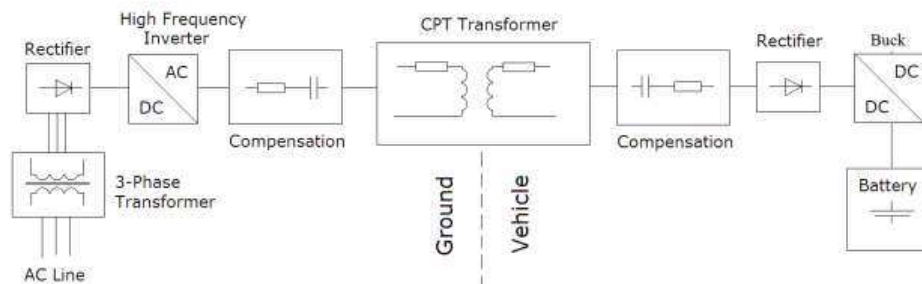 High Frequency
Inverter
CPT Transformer
Rectifier
Rectifier
Buck
AC
DC
DC
DC
Compensation
Compensation
3-Phase
Transformer
Ground
Vehicle
Battery
AC Line